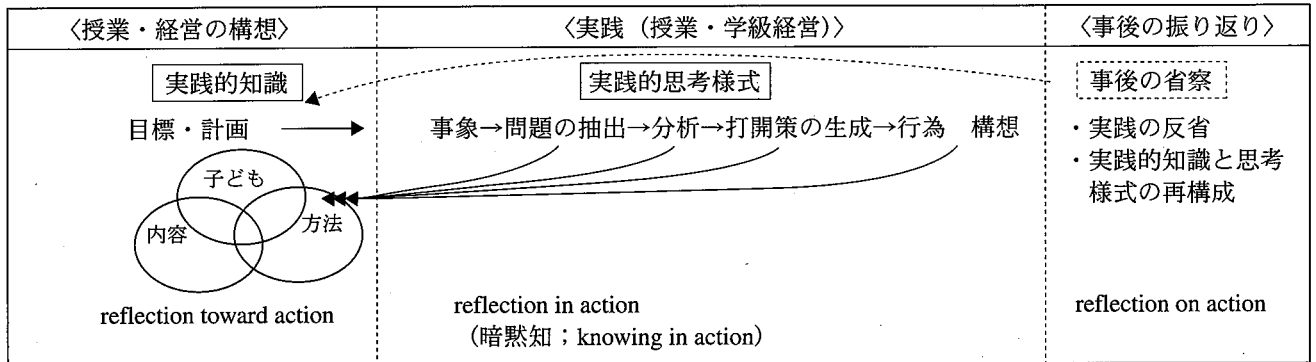 〈授業・経営の構想〉
〈実践（授業・学級経営）〉
〈事後の振り返り〉
実践的知識
実践的思考様式
事後の省察
目標・計画
事象→問題の抽出→分析→打開策の生成→行為　構想
・実践の反省
・実践的知識と思考
様式の再構成
子ども
内容
方法
reflection toward action
reflection in action
（暗黙知；knowing in action）
reflection on action